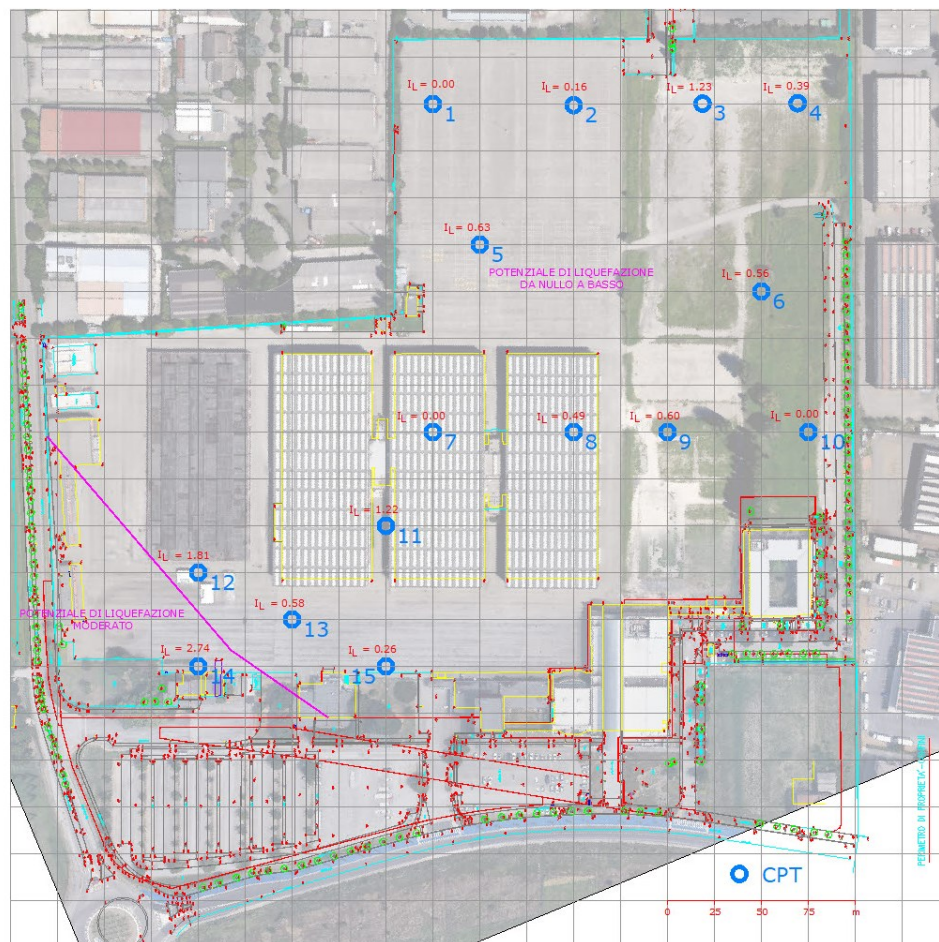 I_L = 0.00
1
I_L = 0.16
2
I_L = 1.23
3
I_L = 0.39
4
I_L = 0.63
5
POTENZIALE DI LIQUEFAZIONE
DA NULLO A BASSO
I_L = 0.56
6
I_L = 0.00
7
I_L = 0.49
8
I_L = 0.60
9
I_L = 0.00
10
I_L = 1.22
11
I_L = 1.81
12
POTENZIALE DI LIQUEFAZIONE
MODERATO
I_L = 0.58
13
I_L = 2.74
14
I_L = 0.26
15
PERIMETRO DI PROPRIETA'
CPT
0 25 50 75 m